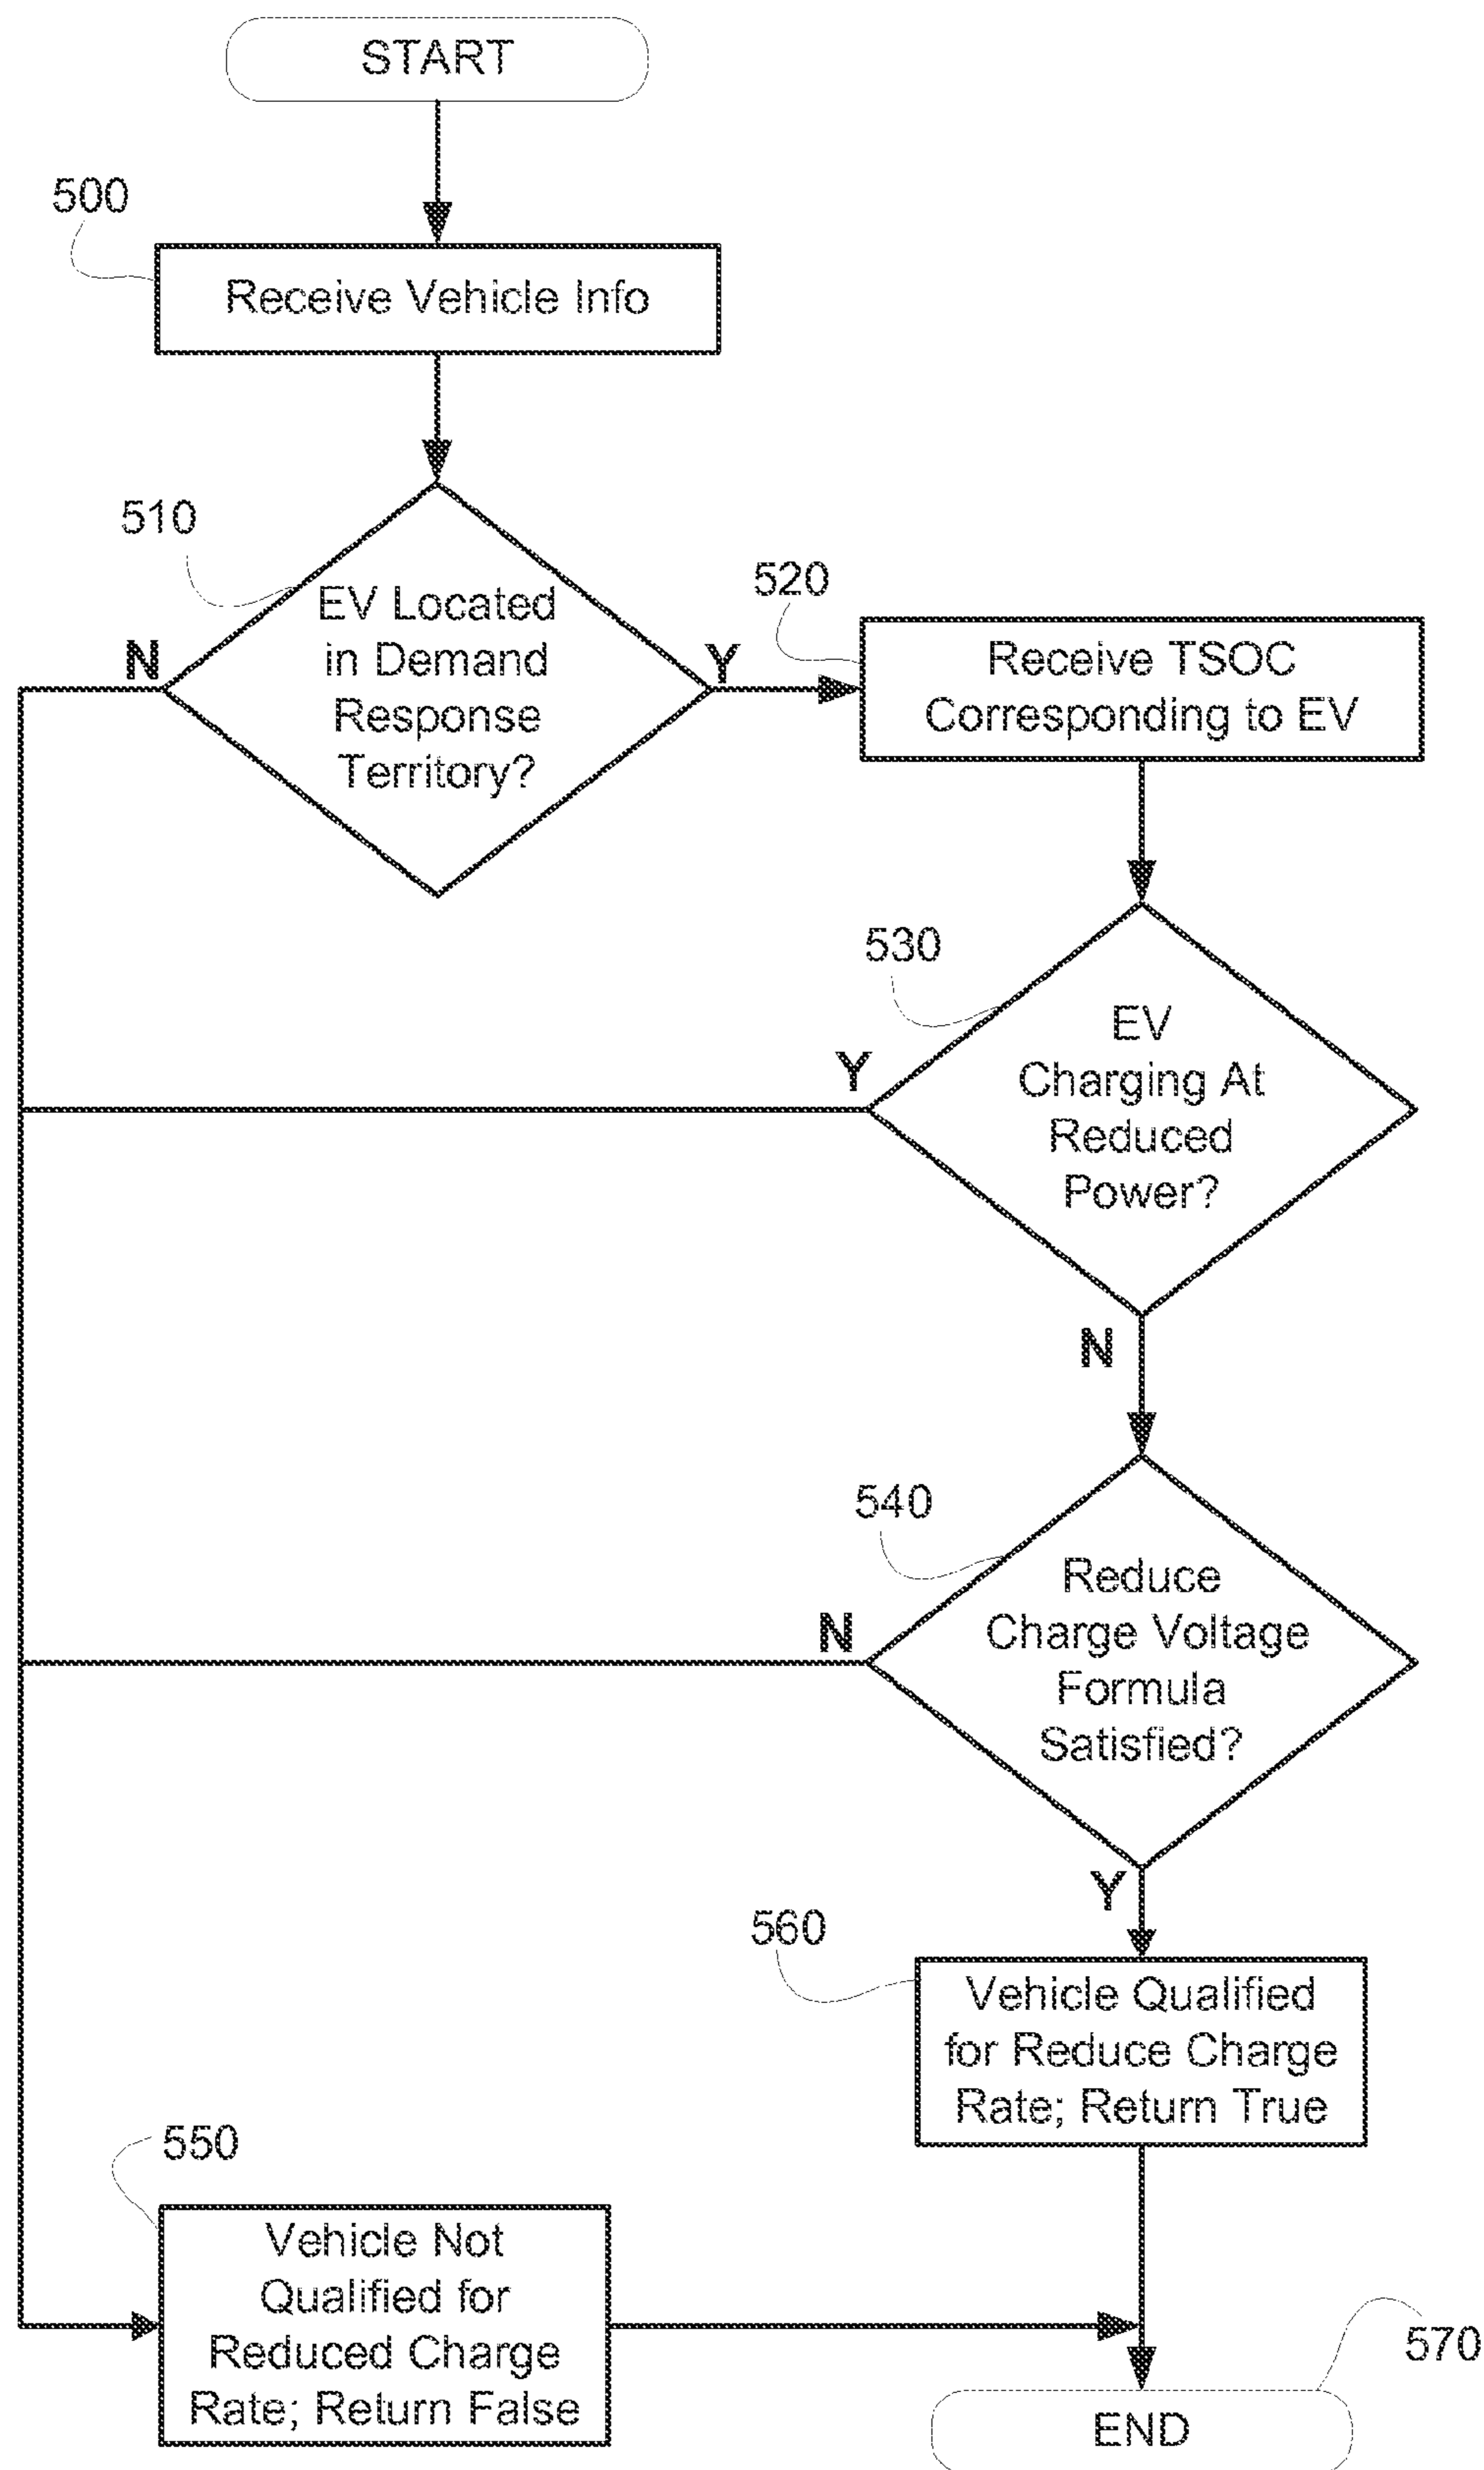 START
500
Receive Vehicle Info
510
EV Located
in Demand
Response
Territory?
N
Y
520
Receive TSOC
Corresponding to EV
530
EV
Charging At
Reduced
Power?
Y
N
540
Reduce
Charge Voltage
Formula
Satisfied?
N
Y
560
Vehicle Qualified
for Reduce Charge
Rate; Return True
550
Vehicle Not
Qualified for
Reduced Charge
Rate; Return False
570
END